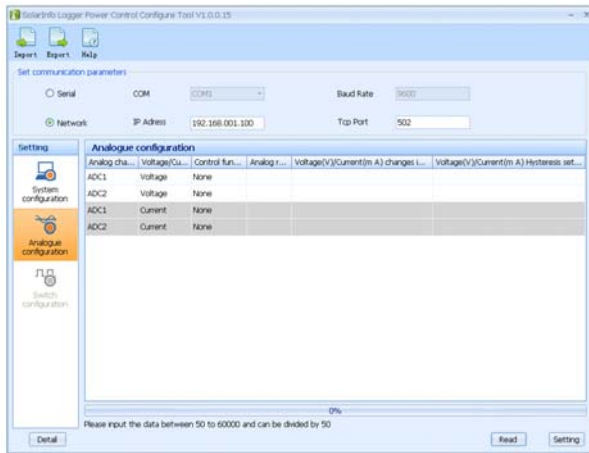 SolarInfo Logger Power Control Configure Tool V1.0.0.15
Import Export Help
Set communication parameters
Serial COM COM1 Baud Rate 9600
Network IP Adress 192.168.001.100 Tcp Port 502
Setting Analogue configuration
Analog cha... Voltage/Cu... Control fun... Analog r... Voltage(V)/Current(m A) changes i... Voltage(V)/Current(m A) Hysteresis set...
ADC1 Voltage None
ADC2 Voltage None
ADC1 Current None
ADC2 Current None
System
configuration
Analogue
configuration
Switch
configuration
0%
Please input the data between 50 to 60000 and can be divided by 50
Detail Read Setting